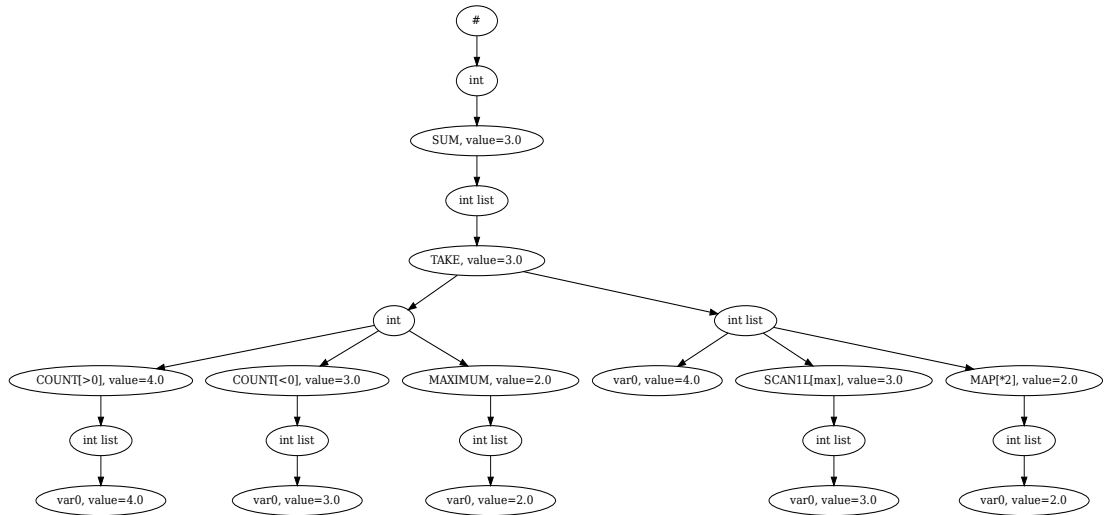 #
int
SUM, value=3.0
int list
TAKE, value=3.0
int
int list
COUNT[>0], value=4.0
COUNT[<0], value=3.0
MAXIMUM, value=2.0
var0, value=4.0
SCAN1L[max], value=3.0
MAP[*2], value=2.0
int list
int list
int list
int list
int list
var0, value=4.0
var0, value=3.0
var0, value=2.0
var0, value=3.0
var0, value=2.0